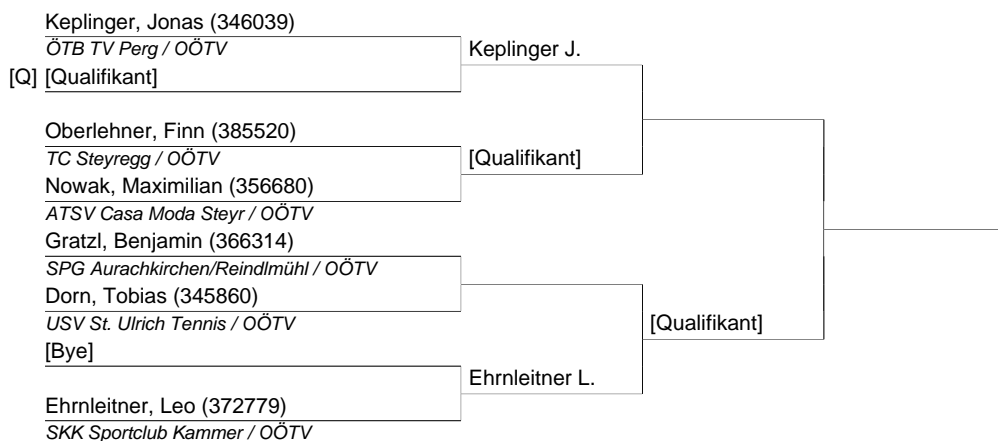 Keplinger, Jonas (346039)
ÖTB TV Perg / OÖTV
Keplinger J.
[Q] [Qualifikant]
Oberlehner, Finn (385520)
TC Steyregg / OÖTV
[Qualifikant]
Nowak, Maximilian (356680)
ATSV Casa Moda Steyr / OÖTV
Gratzl, Benjamin (366314)
SPG Aurachkirchen/Reindlmühl / OÖTV
Dorn, Tobias (345860)
USV St. Ulrich Tennis / OÖTV
[Qualifikant]
[Bye]
Ehrnleitner L.
Ehrnleitner, Leo (372779)
SKK Sportclub Kammer / OÖTV